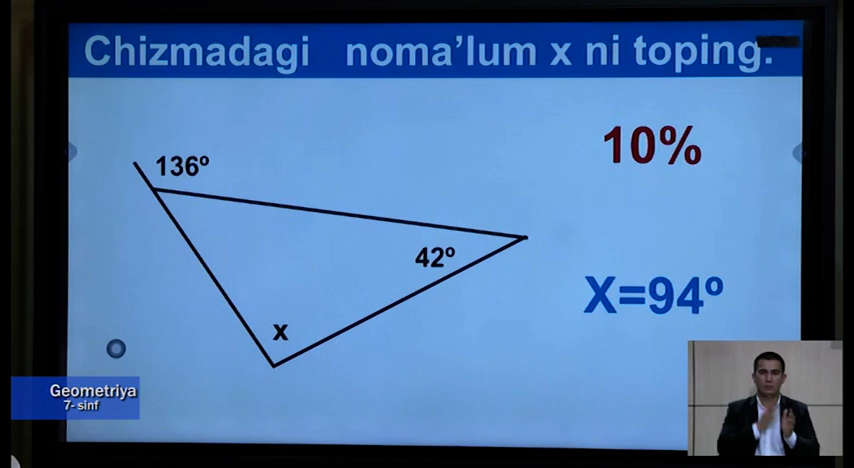 Chizmadagi noma’lum x ni toping.
10%
136º
42º
X=94º
x
Geometriya
7- sinf